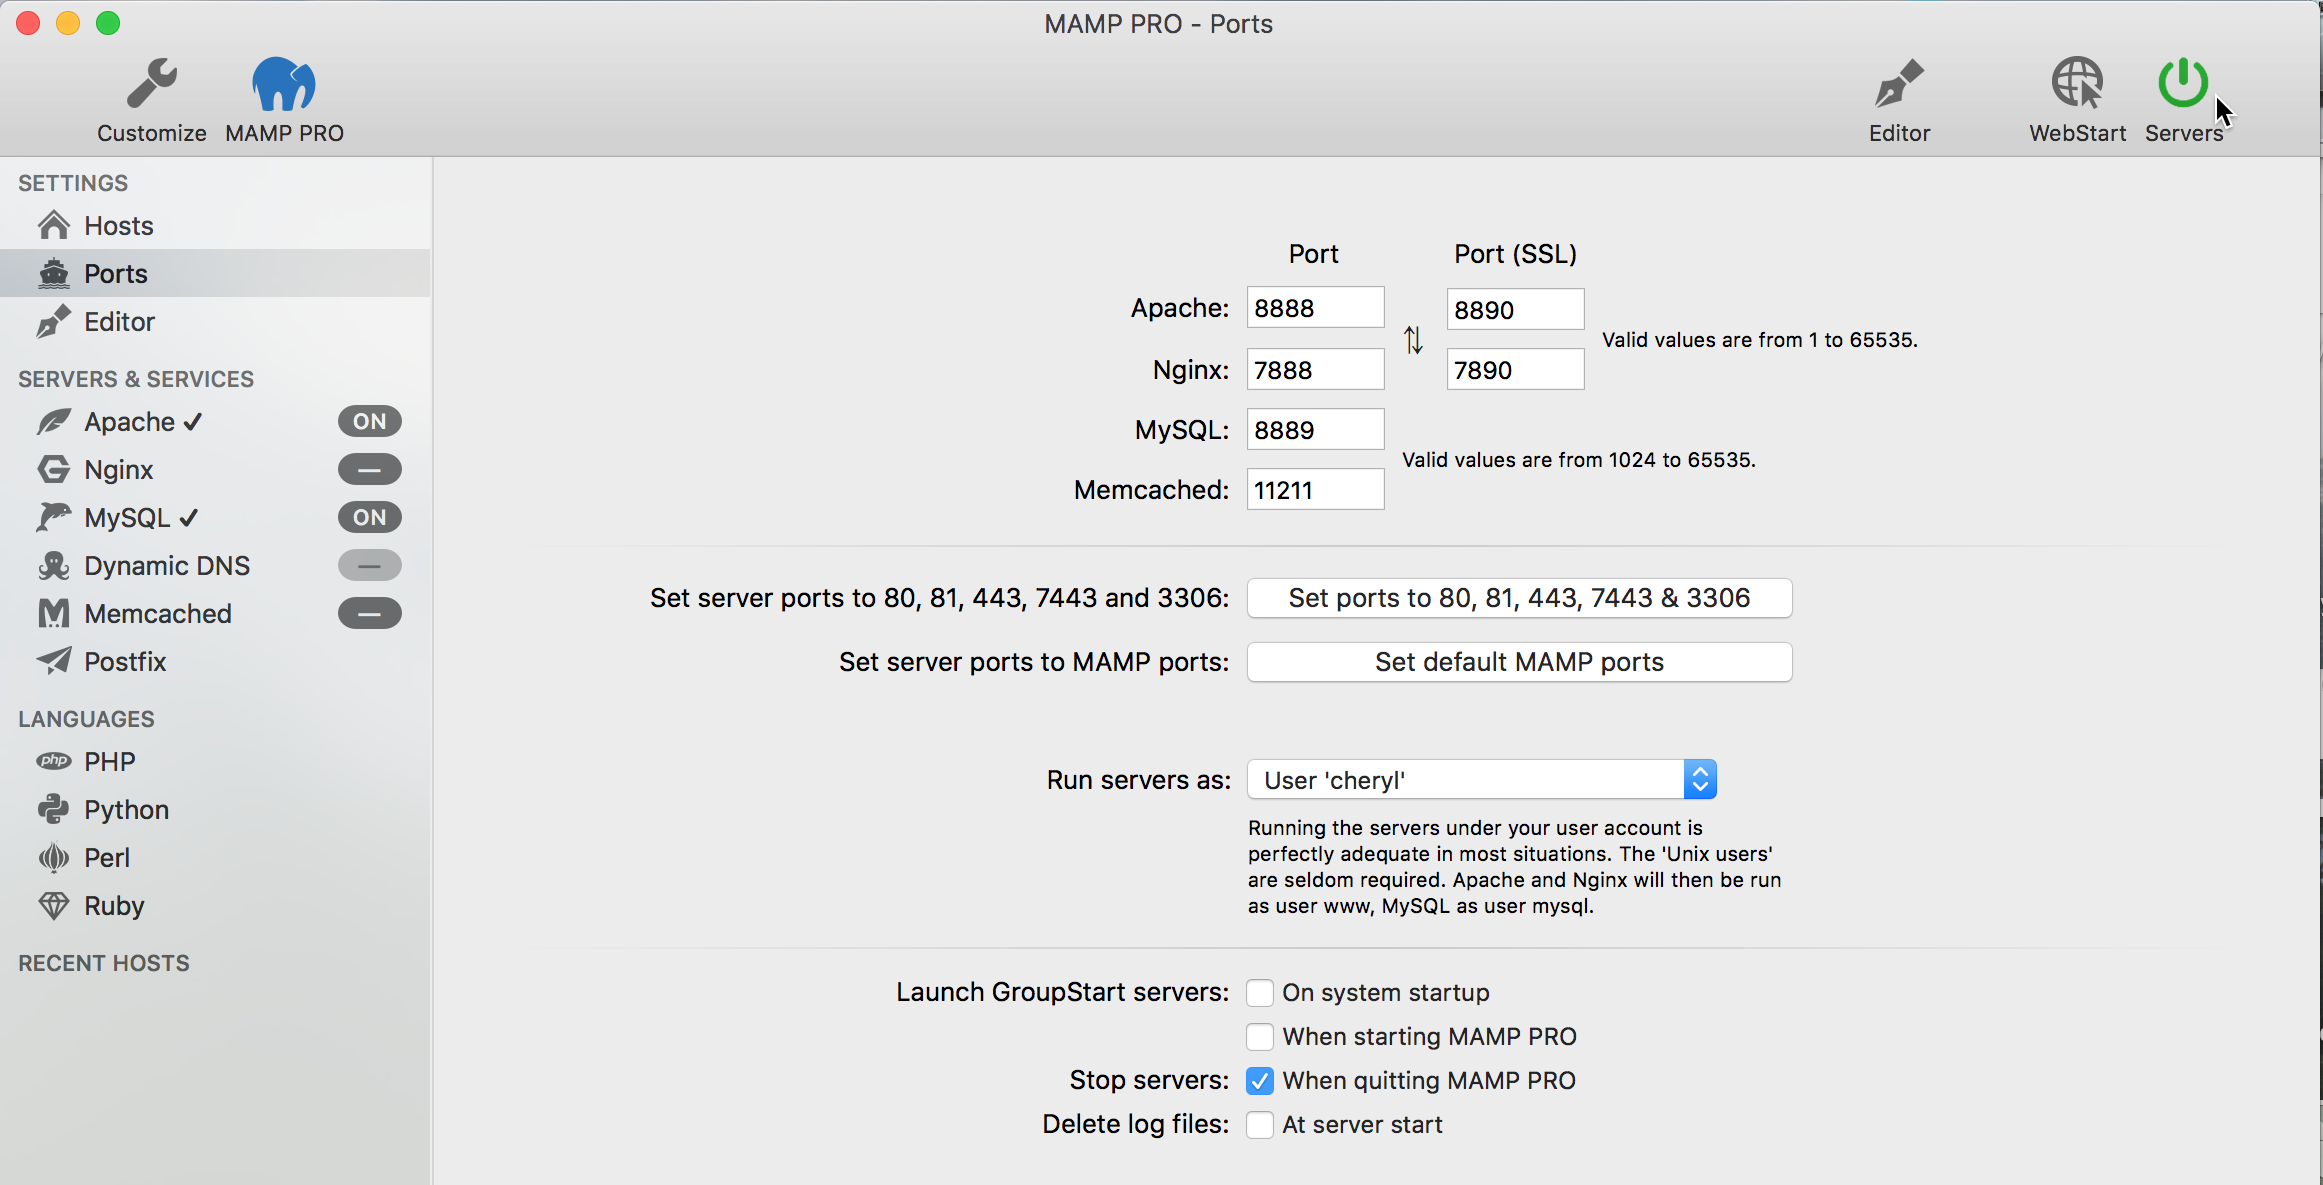 MAMP PRO - Ports
Customize
MAMP PRO
Editor
WebStart
Servers
SETTINGS
Hosts
Ports
Editor
SERVERS & SERVICES
Apache ✓ ON
Nginx —
MySQL ✓ ON
Dynamic DNS —
Memcached —
Postfix
LANGUAGES
php PHP
Python
Perl
Ruby
RECENT HOSTS
Port Port (SSL)
Apache: 8888 8890
Valid values are from 1 to 65535.
Nginx: 7888 7890
MySQL: 8889
Valid values are from 1024 to 65535.
Memcached: 11211
Set server ports to 80, 81, 443, 7443 and 3306: Set ports to 80, 81, 443, 7443 & 3306
Set server ports to MAMP ports: Set default MAMP ports
Run servers as: User 'cheryl'
Running the servers under your user account is
perfectly adequate in most situations. The 'Unix users'
are seldom required. Apache and Nginx will then be run
as user www, MySQL as user mysql.
Launch GroupStart servers: On system startup
When starting MAMP PRO
Stop servers: When quitting MAMP PRO
Delete log files: At server start